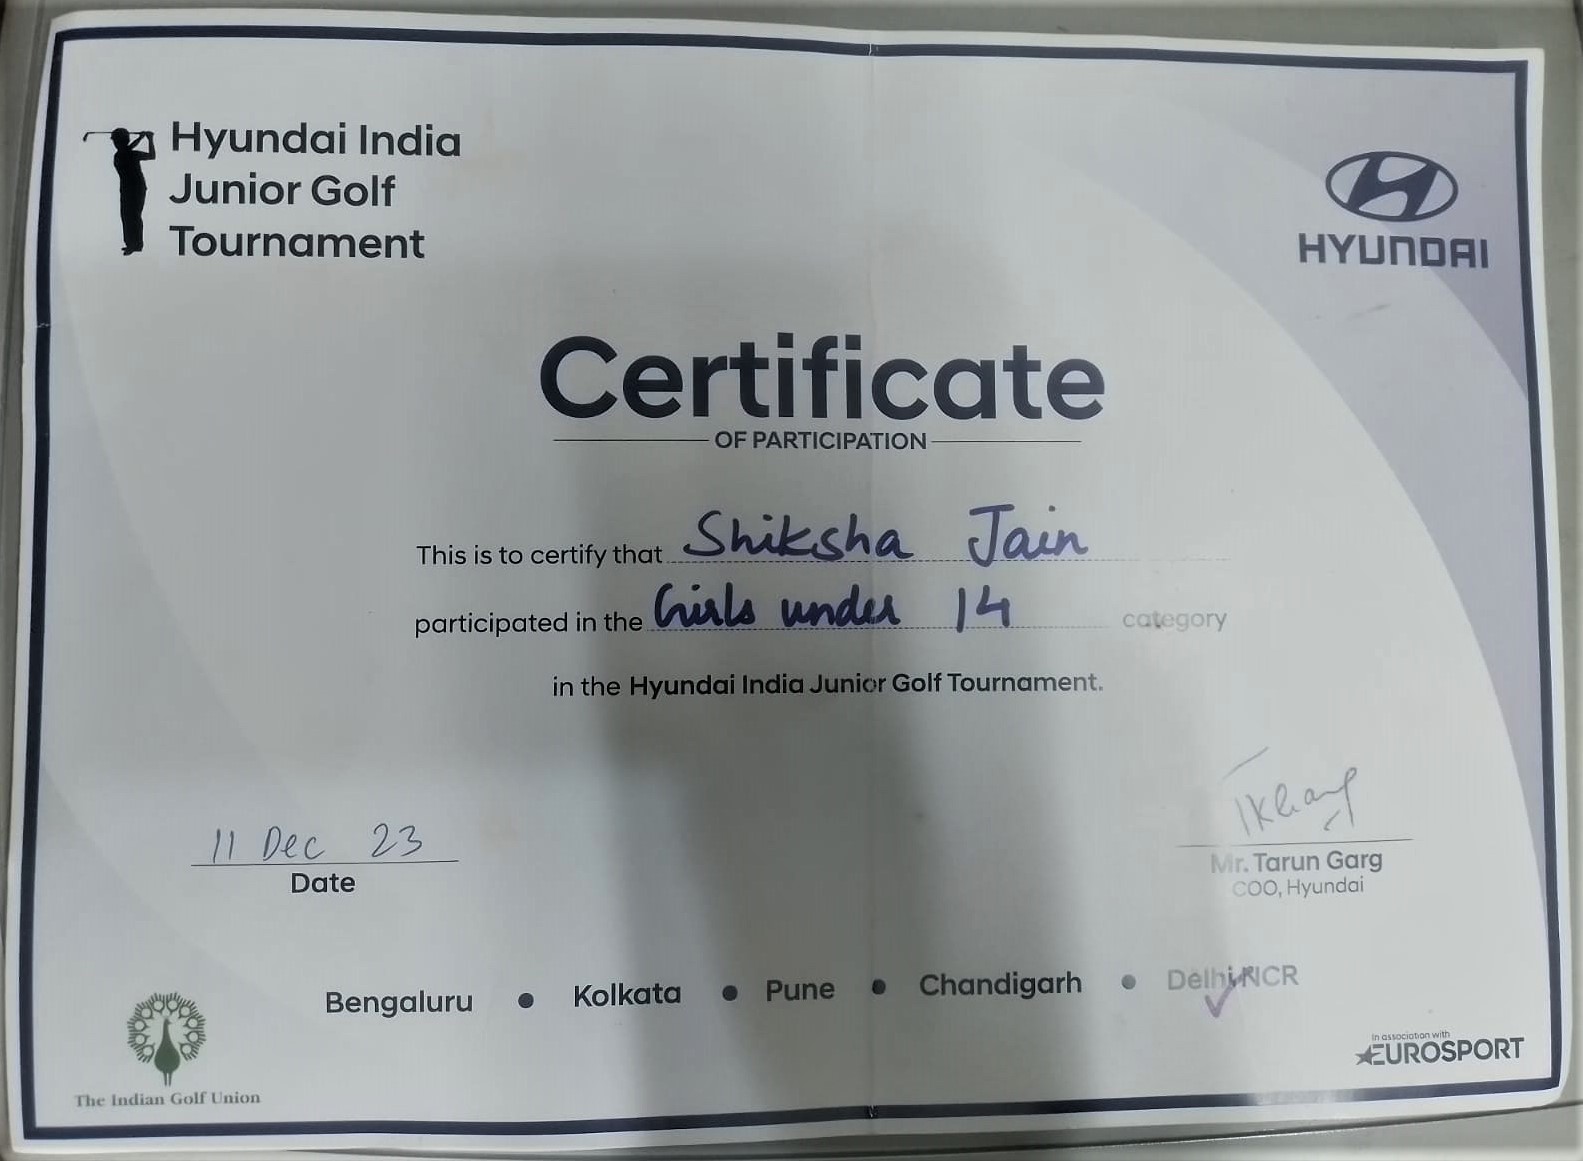 Hyundai India
Junior Golf
Tournament
HYUNDAI
Certificate
OF PARTICIPATION
This is to certify that Shiksha Jain
participated in the Girls under 14 category
in the Hyundai India Junior Golf Tournament.
11 Dec 23
Date
Mr. Tarun Garg
COO, Hyundai
Bengaluru • Kolkata • Pune • Chandigarh • Delhi NCR
The Indian Golf Union
In association with
EUROSPORT